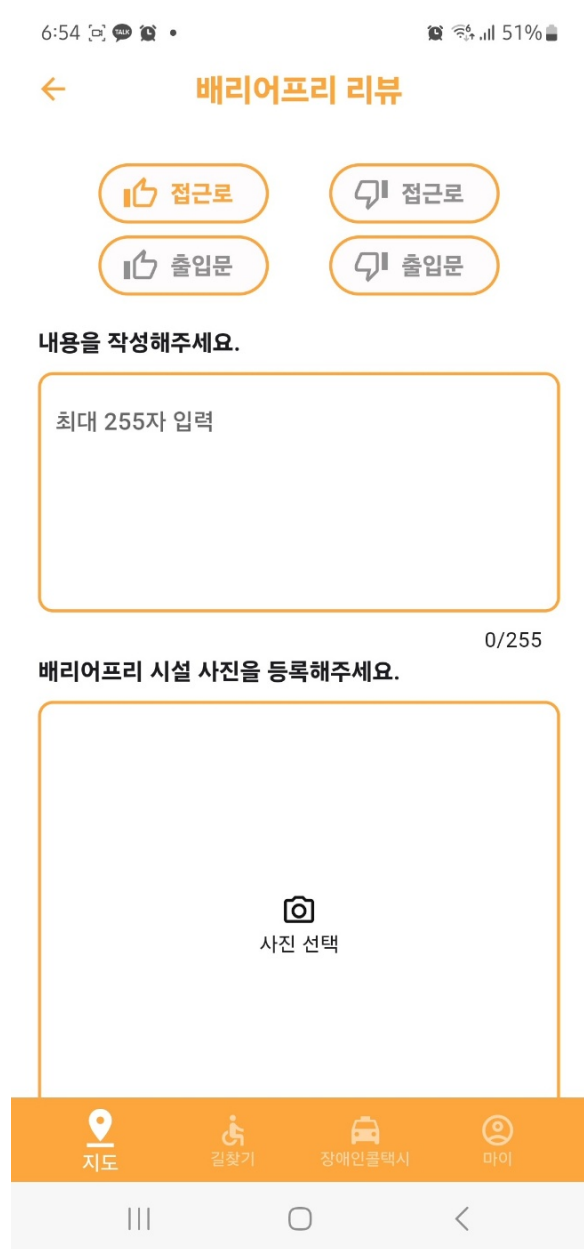 6:54 TALK 51%
배리어프리 리뷰
접근로 접근로
출입문 출입문
내용을 작성해주세요.
최대 255자 입력
0/255
배리어프리 시설 사진을 등록해주세요.
사진 선택
지도 길찾기 장애인콜택시 마이